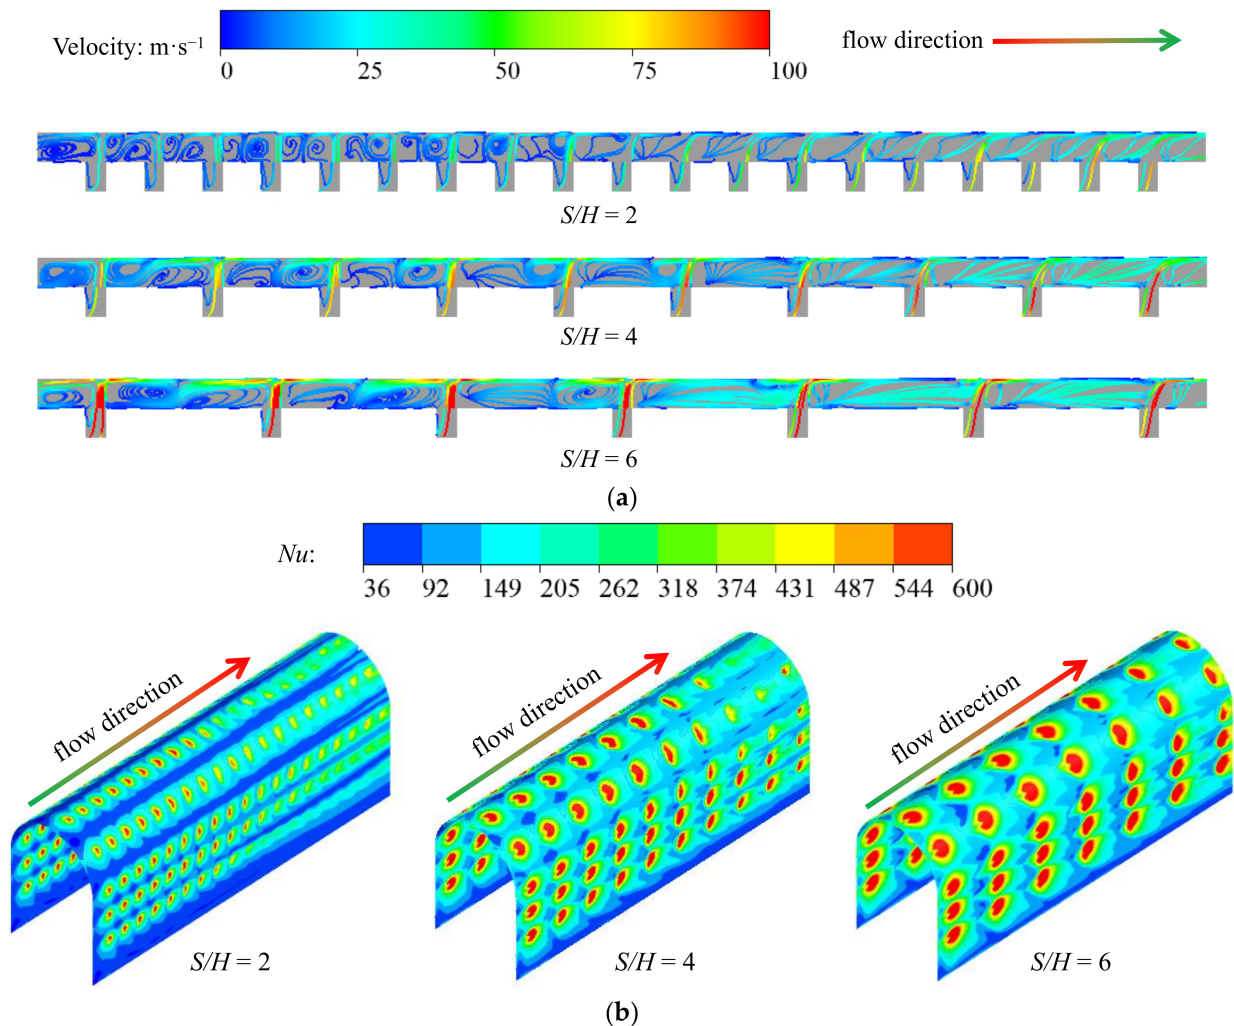 Velocity: m·s⁻¹
0 25 50 75 100
flow direction
S/H = 2
S/H = 4
S/H = 6
(a)
Nu:
36 92 149 205 262 318 374 431 487 544 600
flow direction
flow direction
flow direction
S/H = 2
S/H = 4
S/H = 6
(b)